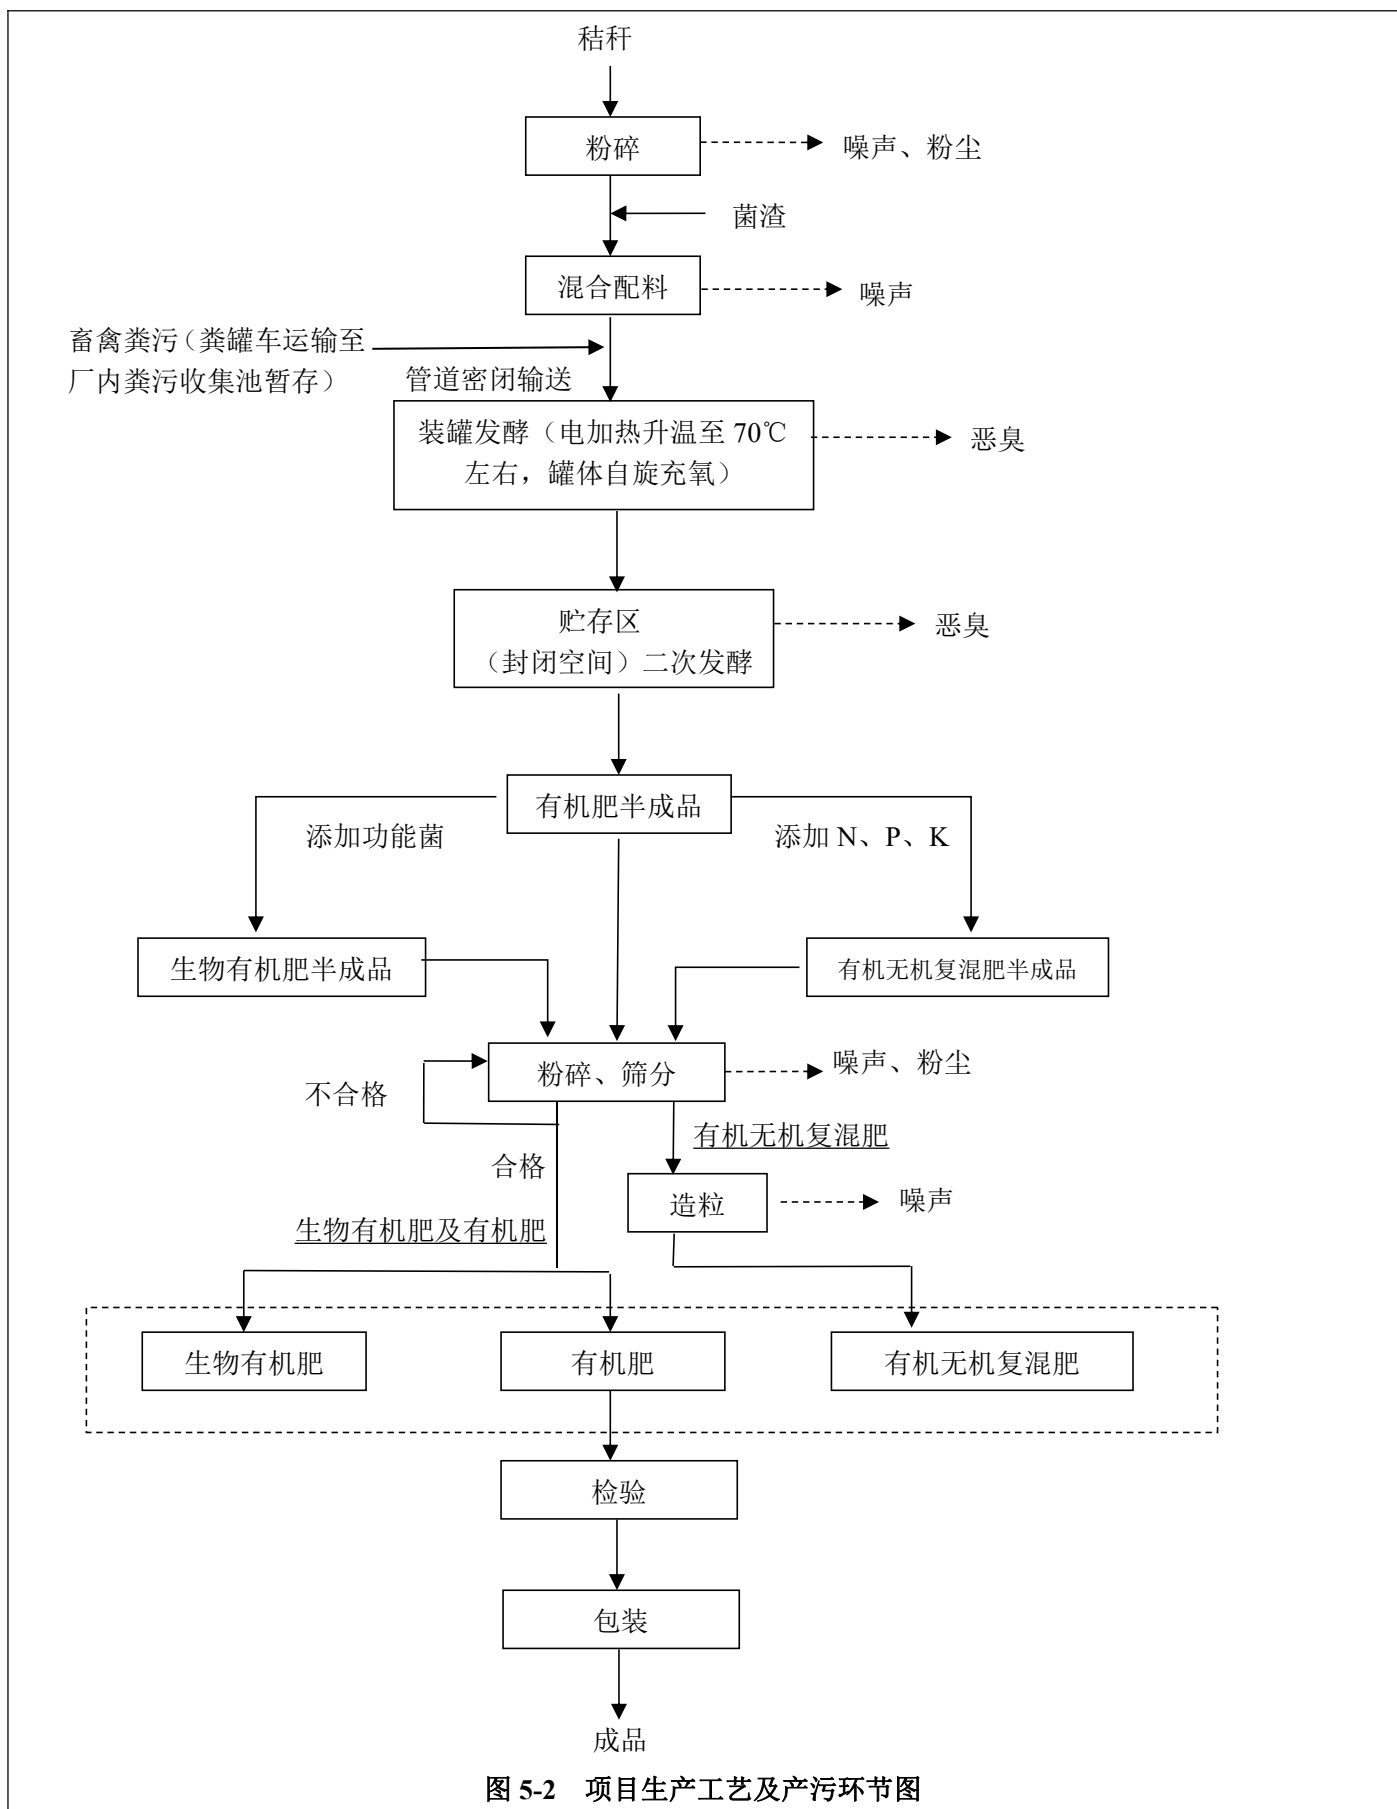 秸秆
粉碎
噪声、粉尘
菌渣
混合配料
噪声
畜禽粪污（粪罐车运输至
厂内粪污收集池暂存）
管道密闭输送
装罐发酵（电加热升温至 70℃
左右，罐体自旋充氧）
恶臭
贮存区
（封闭空间）二次发酵
恶臭
有机肥半成品
添加功能菌
添加 N、P、K
生物有机肥半成品
有机无机复混肥半成品
粉碎、筛分
噪声、粉尘
不合格
有机无机复混肥
合格
造粒
噪声
生物有机肥及有机肥
生物有机肥
有机肥
有机无机复混肥
检验
包装
成品
图 5-2 项目生产工艺及产污环节图